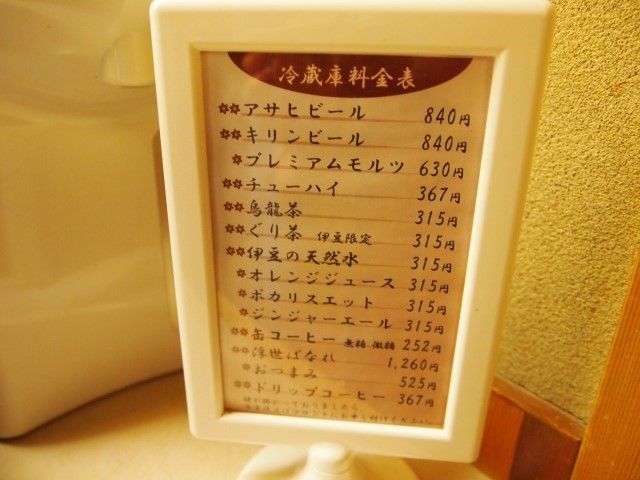 冷蔵庫料金表
✲✲アサヒビール 840円
✲✲キリンビール 840円
✲プレミアムモルツ 630円
✲✲チューハイ 367円
✲✲烏龍茶 315円
✲✲ぐり茶 伊豆限定 315円
✲✲伊豆の天然水 315円
✲オレンジジュース 315円
✲ポカリスエット 315円
✲ジンジャーエール 315円
✲✲缶コーヒー 無糖 微糖 252円
✲✲浮世ばなれ 1,260円
✲おつまみ 525円
✲✲ドリップコーヒー 367円